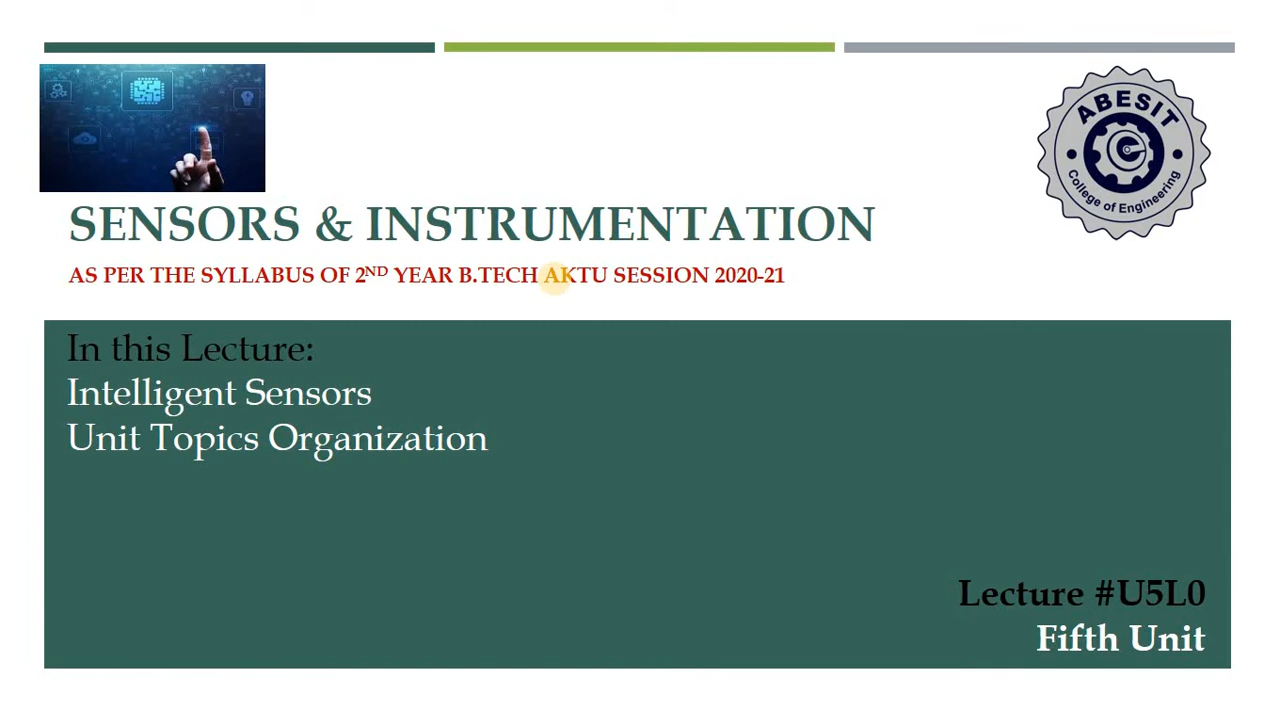 ABESIT
College of Engineering
SENSORS & INSTRUMENTATION
AS PER THE SYLLABUS OF 2ND YEAR B.TECH AKTU SESSION 2020-21
In this Lecture:
Intelligent Sensors
Unit Topics Organization
Lecture #U5L0
Fifth Unit